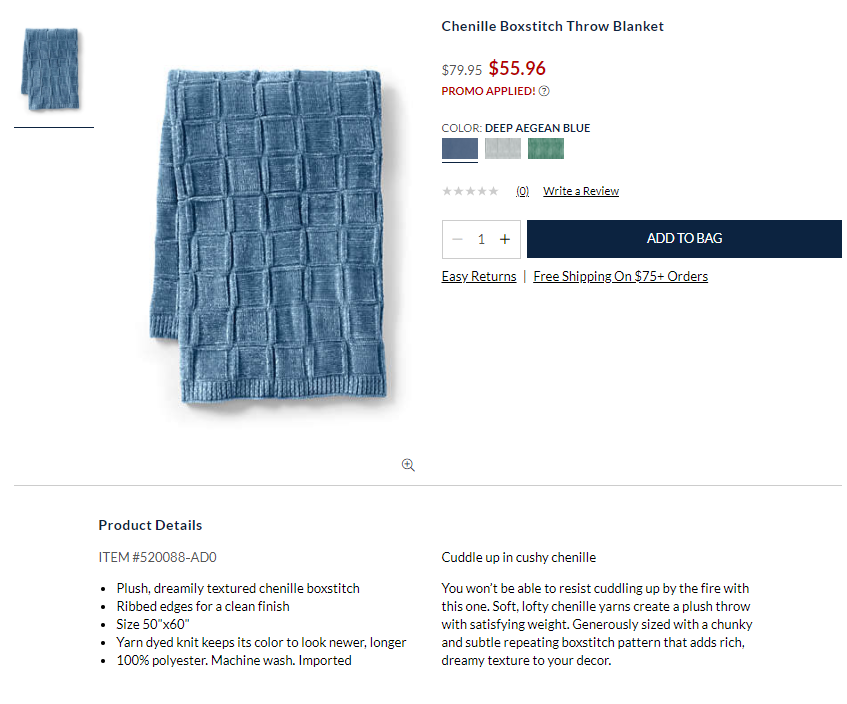 Chenille Boxstitch Throw Blanket
$79.95 $55.96
PROMO APPLIED! ?
COLOR: DEEP AEGEAN BLUE
(0) Write a Review
− 1 + ADD TO BAG
Easy Returns | Free Shipping On $75+ Orders
Product Details
ITEM #520088-AD0
• Plush, dreamily textured chenille boxstitch
• Ribbed edges for a clean finish
• Size 50"x60"
• Yarn dyed knit keeps its color to look newer, longer
• 100% polyester. Machine wash. Imported
Cuddle up in cushy chenille
You won't be able to resist cuddling up by the fire with
this one. Soft, lofty chenille yarns create a plush throw
with satisfying weight. Generously sized with a chunky
and subtle repeating boxstitch pattern that adds rich,
dreamy texture to your decor.